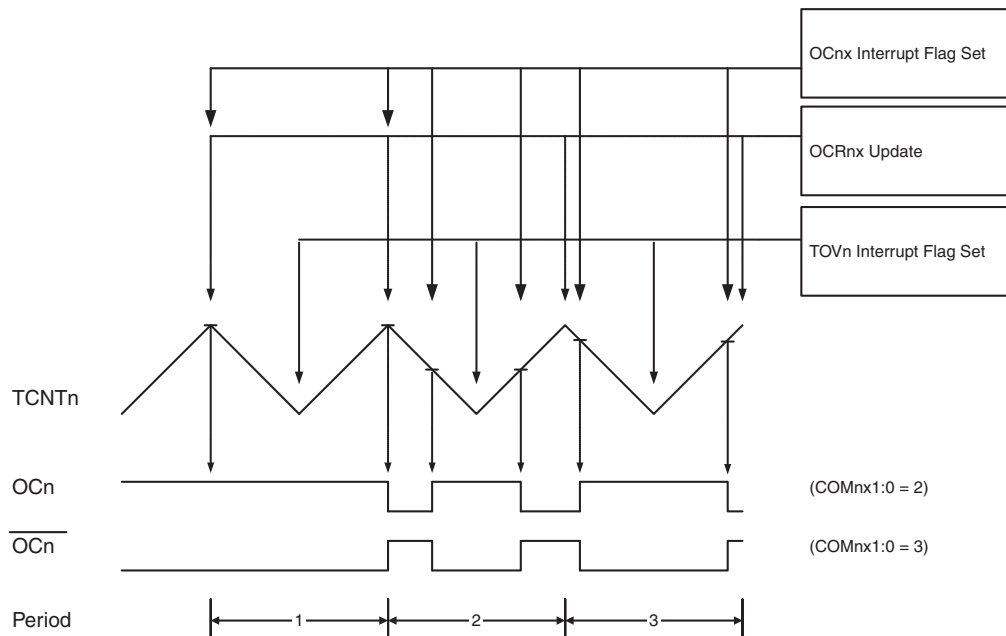 OCnx Interrupt Flag Set
OCRnx Update
TOVn Interrupt Flag Set
TCNTn
OCn (COMnx1:0 = 2)
OCn (COMnx1:0 = 3)
Period 1 2 3